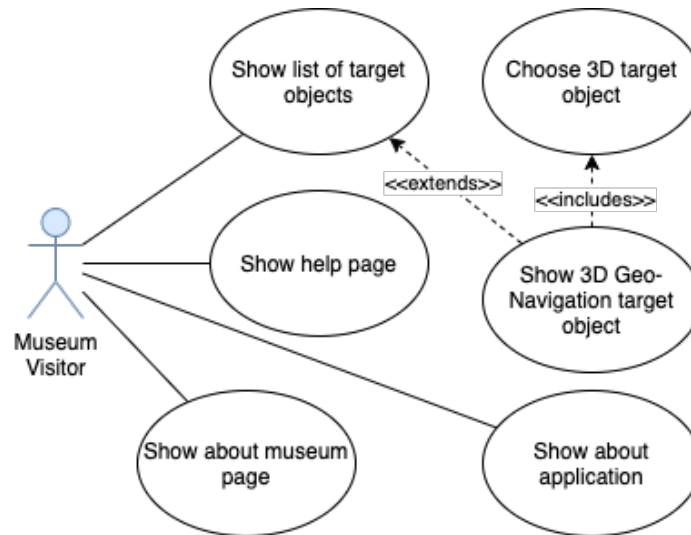 Show list of target
objects
Choose 3D target
object
<<extends>>
<<includes>>
Show help page
Show 3D Geo-
Navigation target
object
Museum
Visitor
Show about museum
page
Show about
application